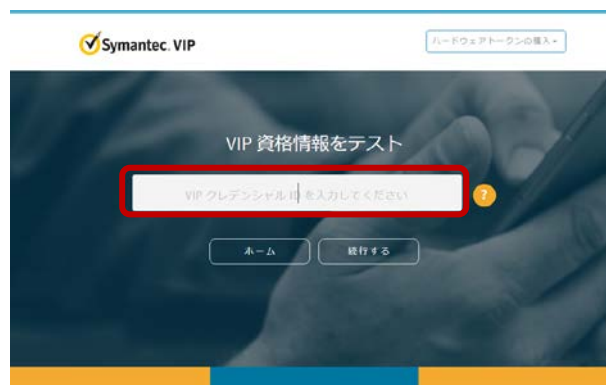 Symantec. VIP
ハードウェアトークンの購入
VIP 資格情報をテスト
VIP クレデンシャル ID を入力してください
?
ホーム
続行する